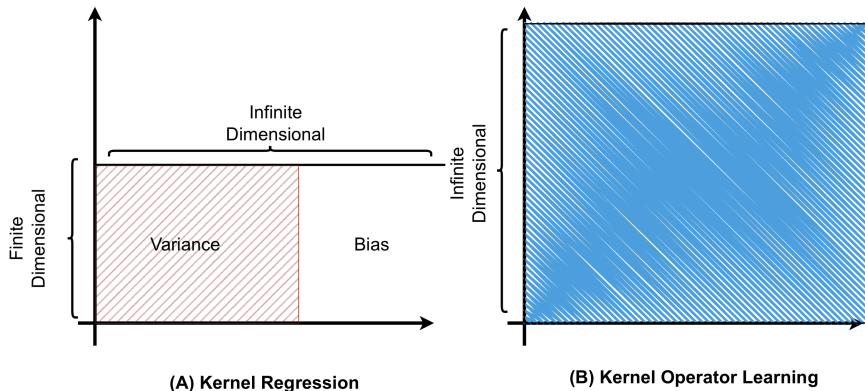 Infinite
Dimensional
Finite
Dimensional
Variance
Bias
(A) Kernel Regression
Infinite
Dimensional
(B) Kernel Operator Learning